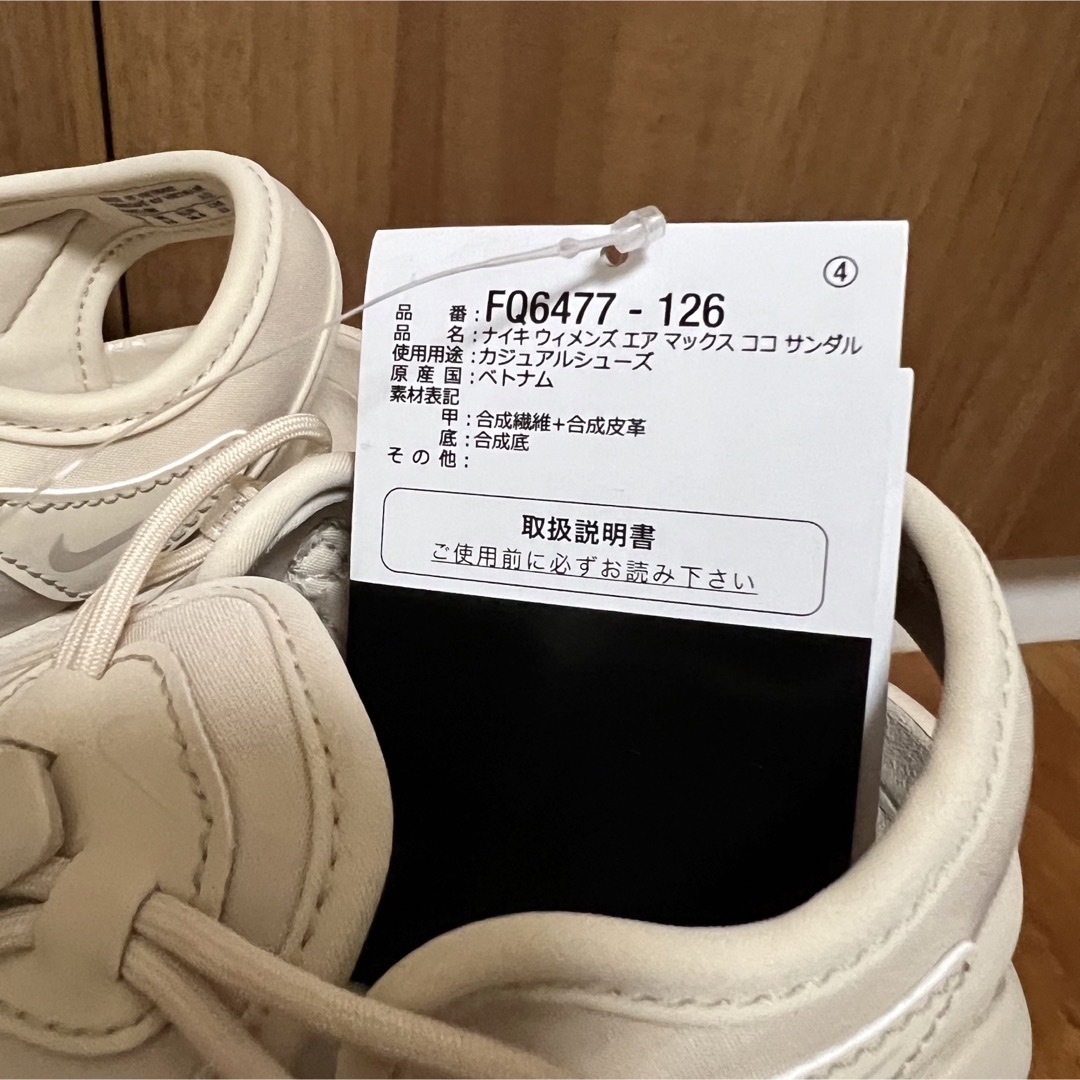 ④
品番:FQ6477 - 126
品名:ナイキ ウィメンズ エア マックス ココ サンダル
使用用途:カジュアルシューズ
原産国:ベトナム
素材表記
甲:合成繊維+合成皮革
底:合成底
その他:
取扱説明書
ご使用前に必ずお読み下さい